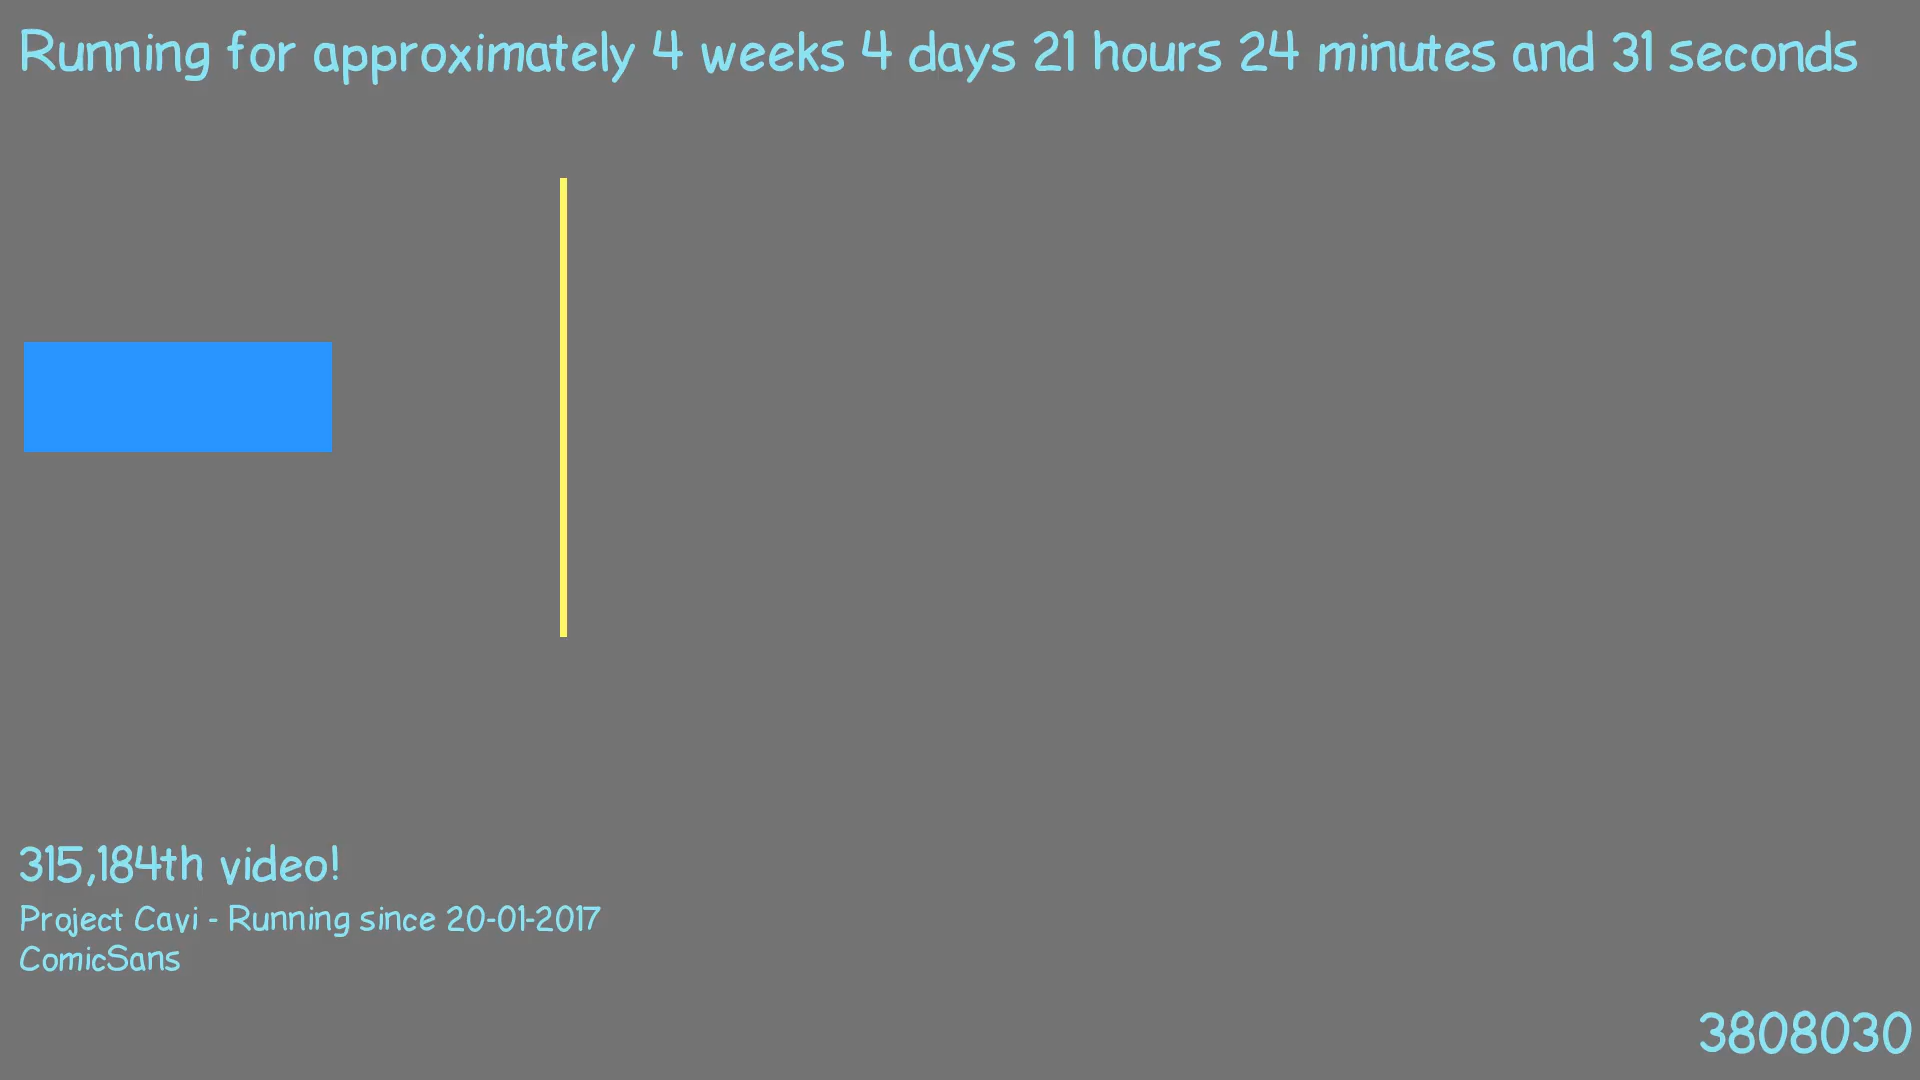 Running for approximately 4 weeks 4 days 21 hours 24 minutes and 31 seconds
315,184th video!
Project Cavi - Running since 20-01-2017
ComicSans
3808030